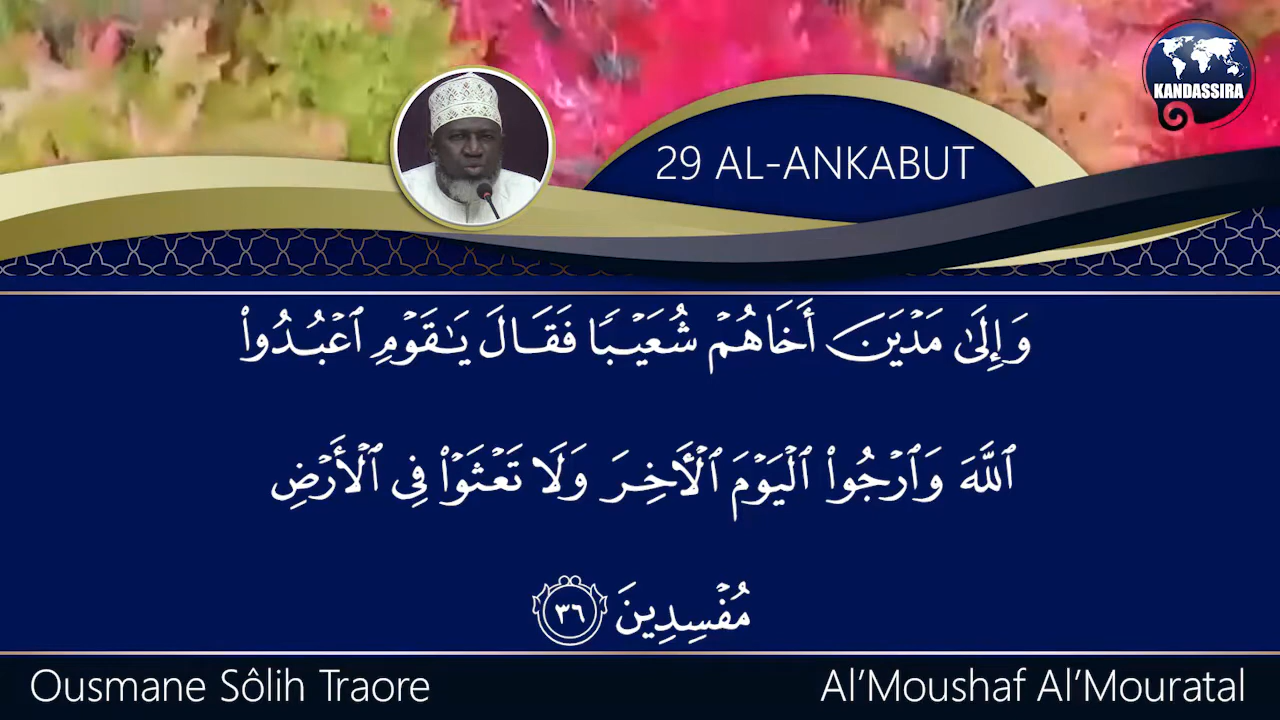 KANDASSIRA
29 AL-ANKABUT
وَإِلَىٰ مَدۡيَنَ أَخَاهُمۡ شُعَيۡبٗا فَقَالَ يَٰقَوۡمِ ٱعۡبُدُواْ
ٱللَّهَ وَٱرۡجُواْ ٱلۡيَوۡمَ ٱلۡأٓخِرَ وَلَا تَعۡثَوۡاْ فِي ٱلۡأَرۡضِ
مُفۡسِدِينَ ٣٦
Ousmane Sôlih Traore
Al’Moushaf Al’Mouratal